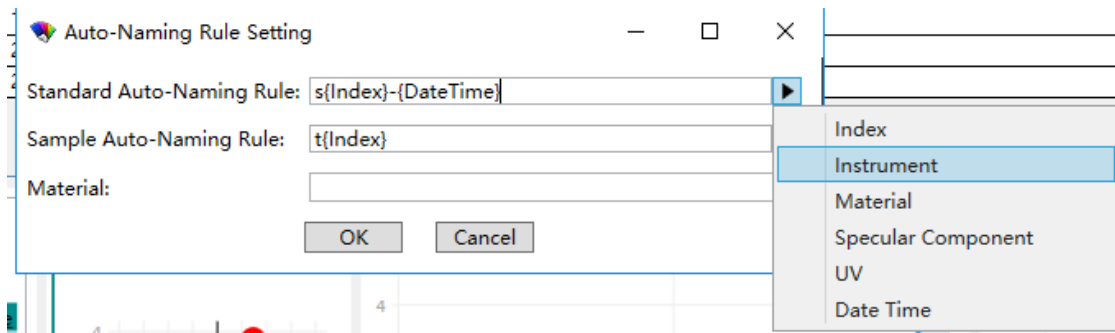 Auto-Naming Rule Setting
Standard Auto-Naming Rule: s{Index}-{DateTime}
Sample Auto-Naming Rule: t{Index}
Material:
OK Cancel
Index
Instrument
Material
Specular Component
UV
Date Time
4
4